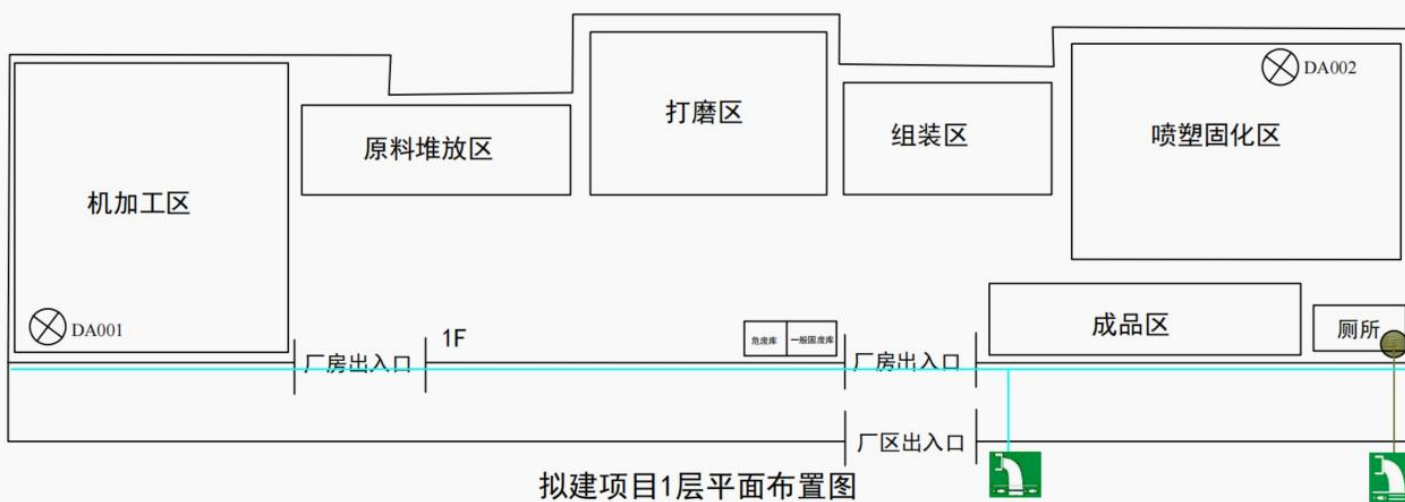 DA002
打磨区
组装区
喷塑固化区
原料堆放区
机加工区
DA001
成品区
厕所
1F
危废库
一般固废库
厂房出入口
厂房出入口
厂区出入口
拟建项目1层平面布置图